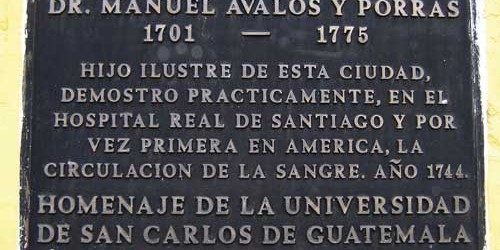 DR. MANUEL AVALOS Y PORRAS
1701 — 1775
HIJO ILUSTRE DE ESTA CIUDAD,
DEMOSTRO PRACTICAMENTE, EN EL
HOSPITAL REAL DE SANTIAGO Y POR
VEZ PRIMERA EN AMERICA, LA
CIRCULACION DE LA SANGRE. AÑO 1744.
HOMENAJE DE LA UNIVERSIDAD
DE SAN CARLOS DE GUATEMALA